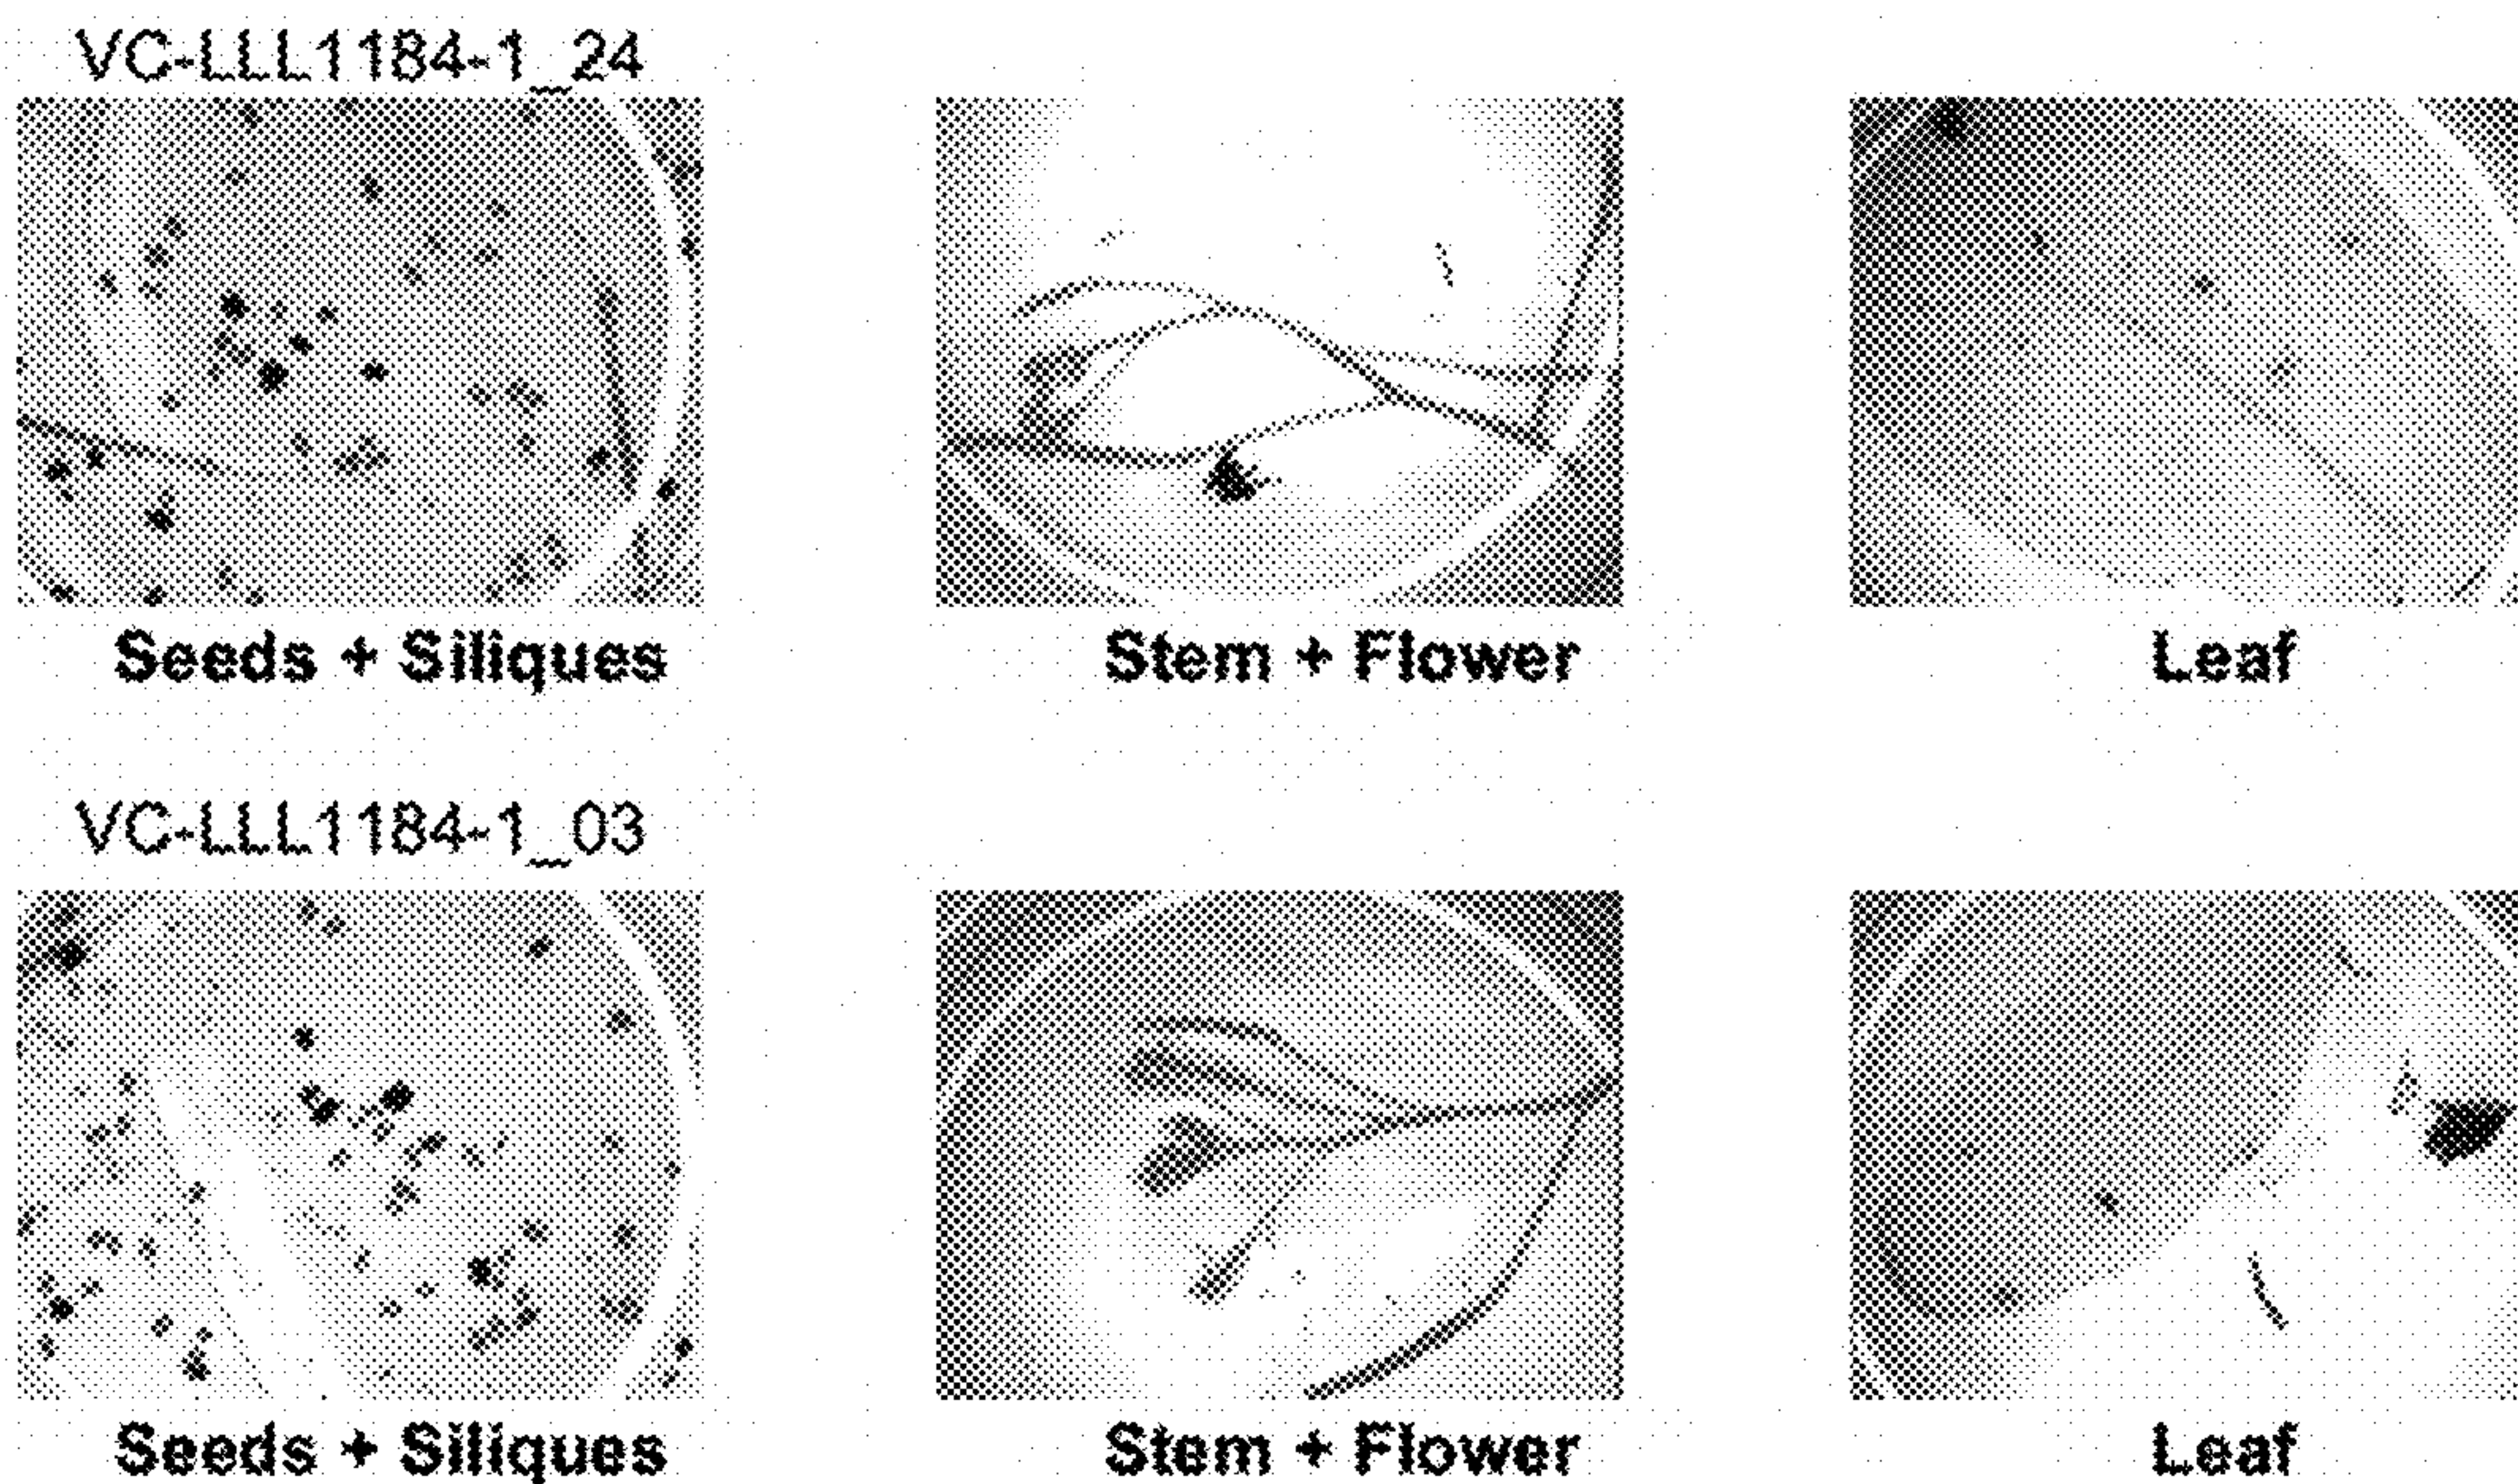 VC-LLL1184-1_24
Seeds + Siliques
Stem + Flower
Leaf
VC-LLL1184-1_03
Seeds + Siliques
Stem + Flower
Leaf